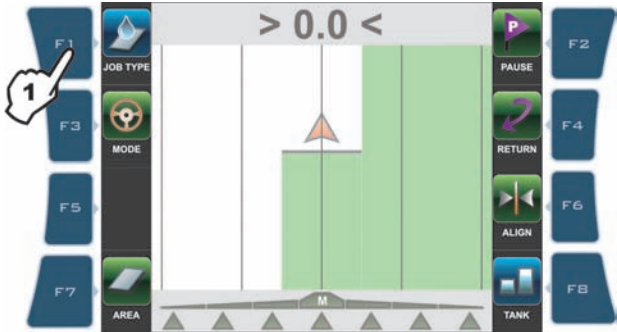 > 0.0 <
F1
JOB TYPE
PAUSE
F2
1
F3
MODE
RETURN
F4
F5
ALIGN
F6
F7
AREA
M
TANK
F8
P